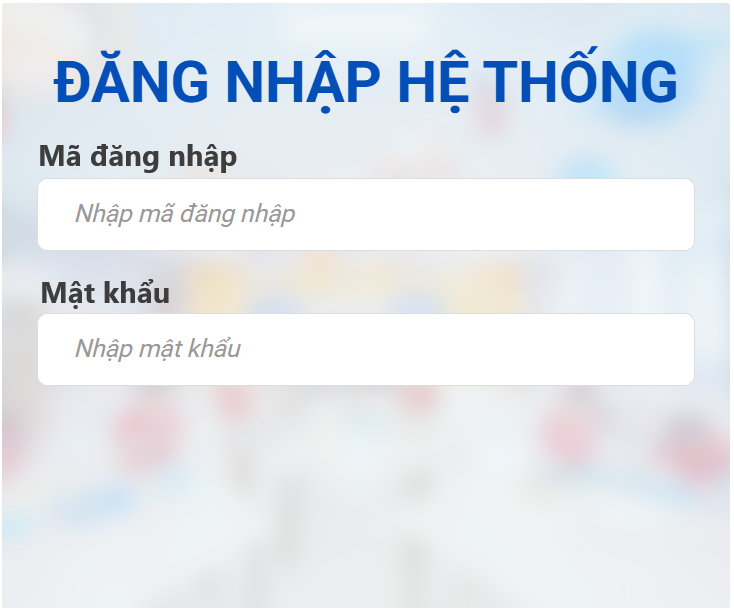 ĐĂNG NHẬP HỆ THỐNG
Mã đăng nhập
Nhập mã đăng nhập
Mật khẩu
Nhập mật khẩu